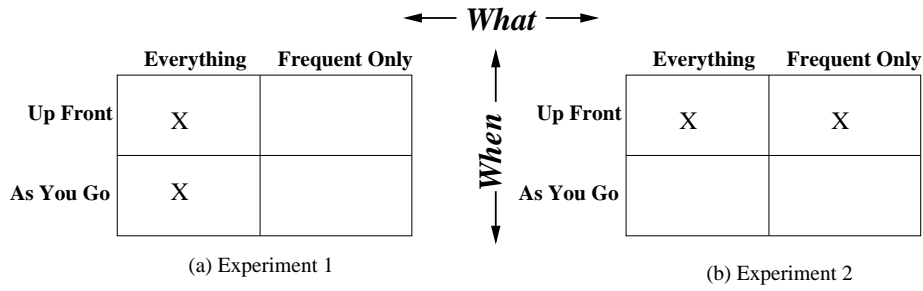 What
Everything Frequent Only
Up Front X
As You Go X
(a) Experiment 1
When
Everything Frequent Only
Up Front X X
As You Go
(b) Experiment 2